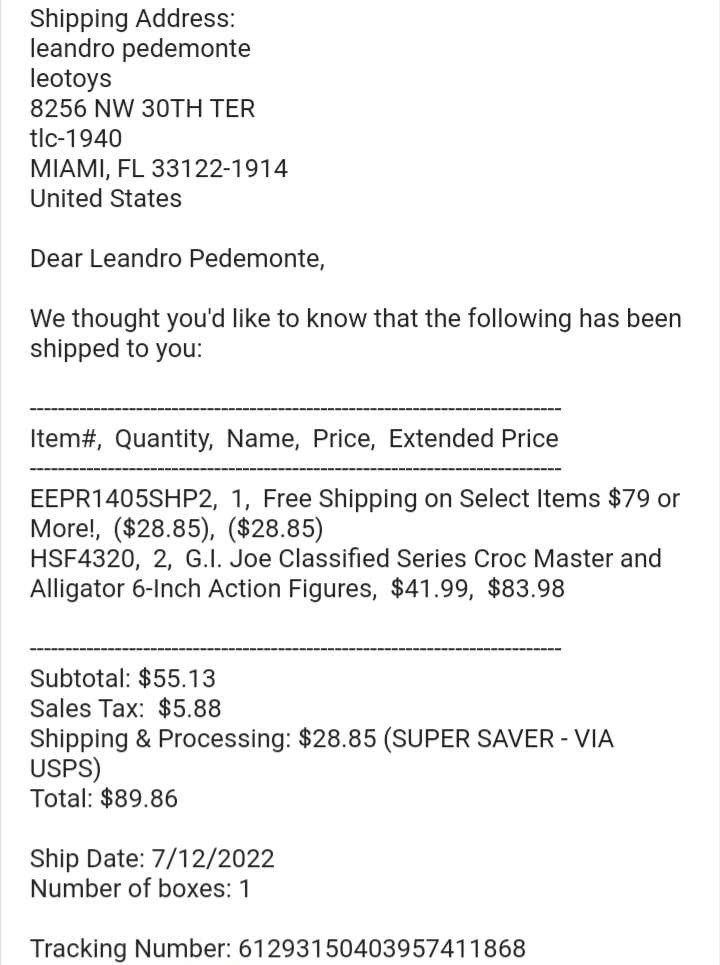 Shipping Address:
leandro pedemonte
leotoys
8256 NW 30TH TER
tlc-1940
MIAMI, FL 33122-1914
United States
Dear Leandro Pedemonte,
We thought you'd like to know that the following has been
shipped to you:
----------------------------------------------------------------------------
Item#,  Quantity,  Name,  Price,  Extended Price
----------------------------------------------------------------------------
EEPR1405SHP2,  1,  Free Shipping on Select Items $79 or
More!,  ($28.85),  ($28.85)
HSF4320,  2,  G.I. Joe Classified Series Croc Master and
Alligator 6-Inch Action Figures,  $41.99,  $83.98
----------------------------------------------------------------------------
Subtotal: $55.13
Sales Tax:  $5.88
Shipping & Processing: $28.85 (SUPER SAVER - VIA
USPS)
Total: $89.86
Ship Date: 7/12/2022
Number of boxes: 1
Tracking Number: 61293150403957411868